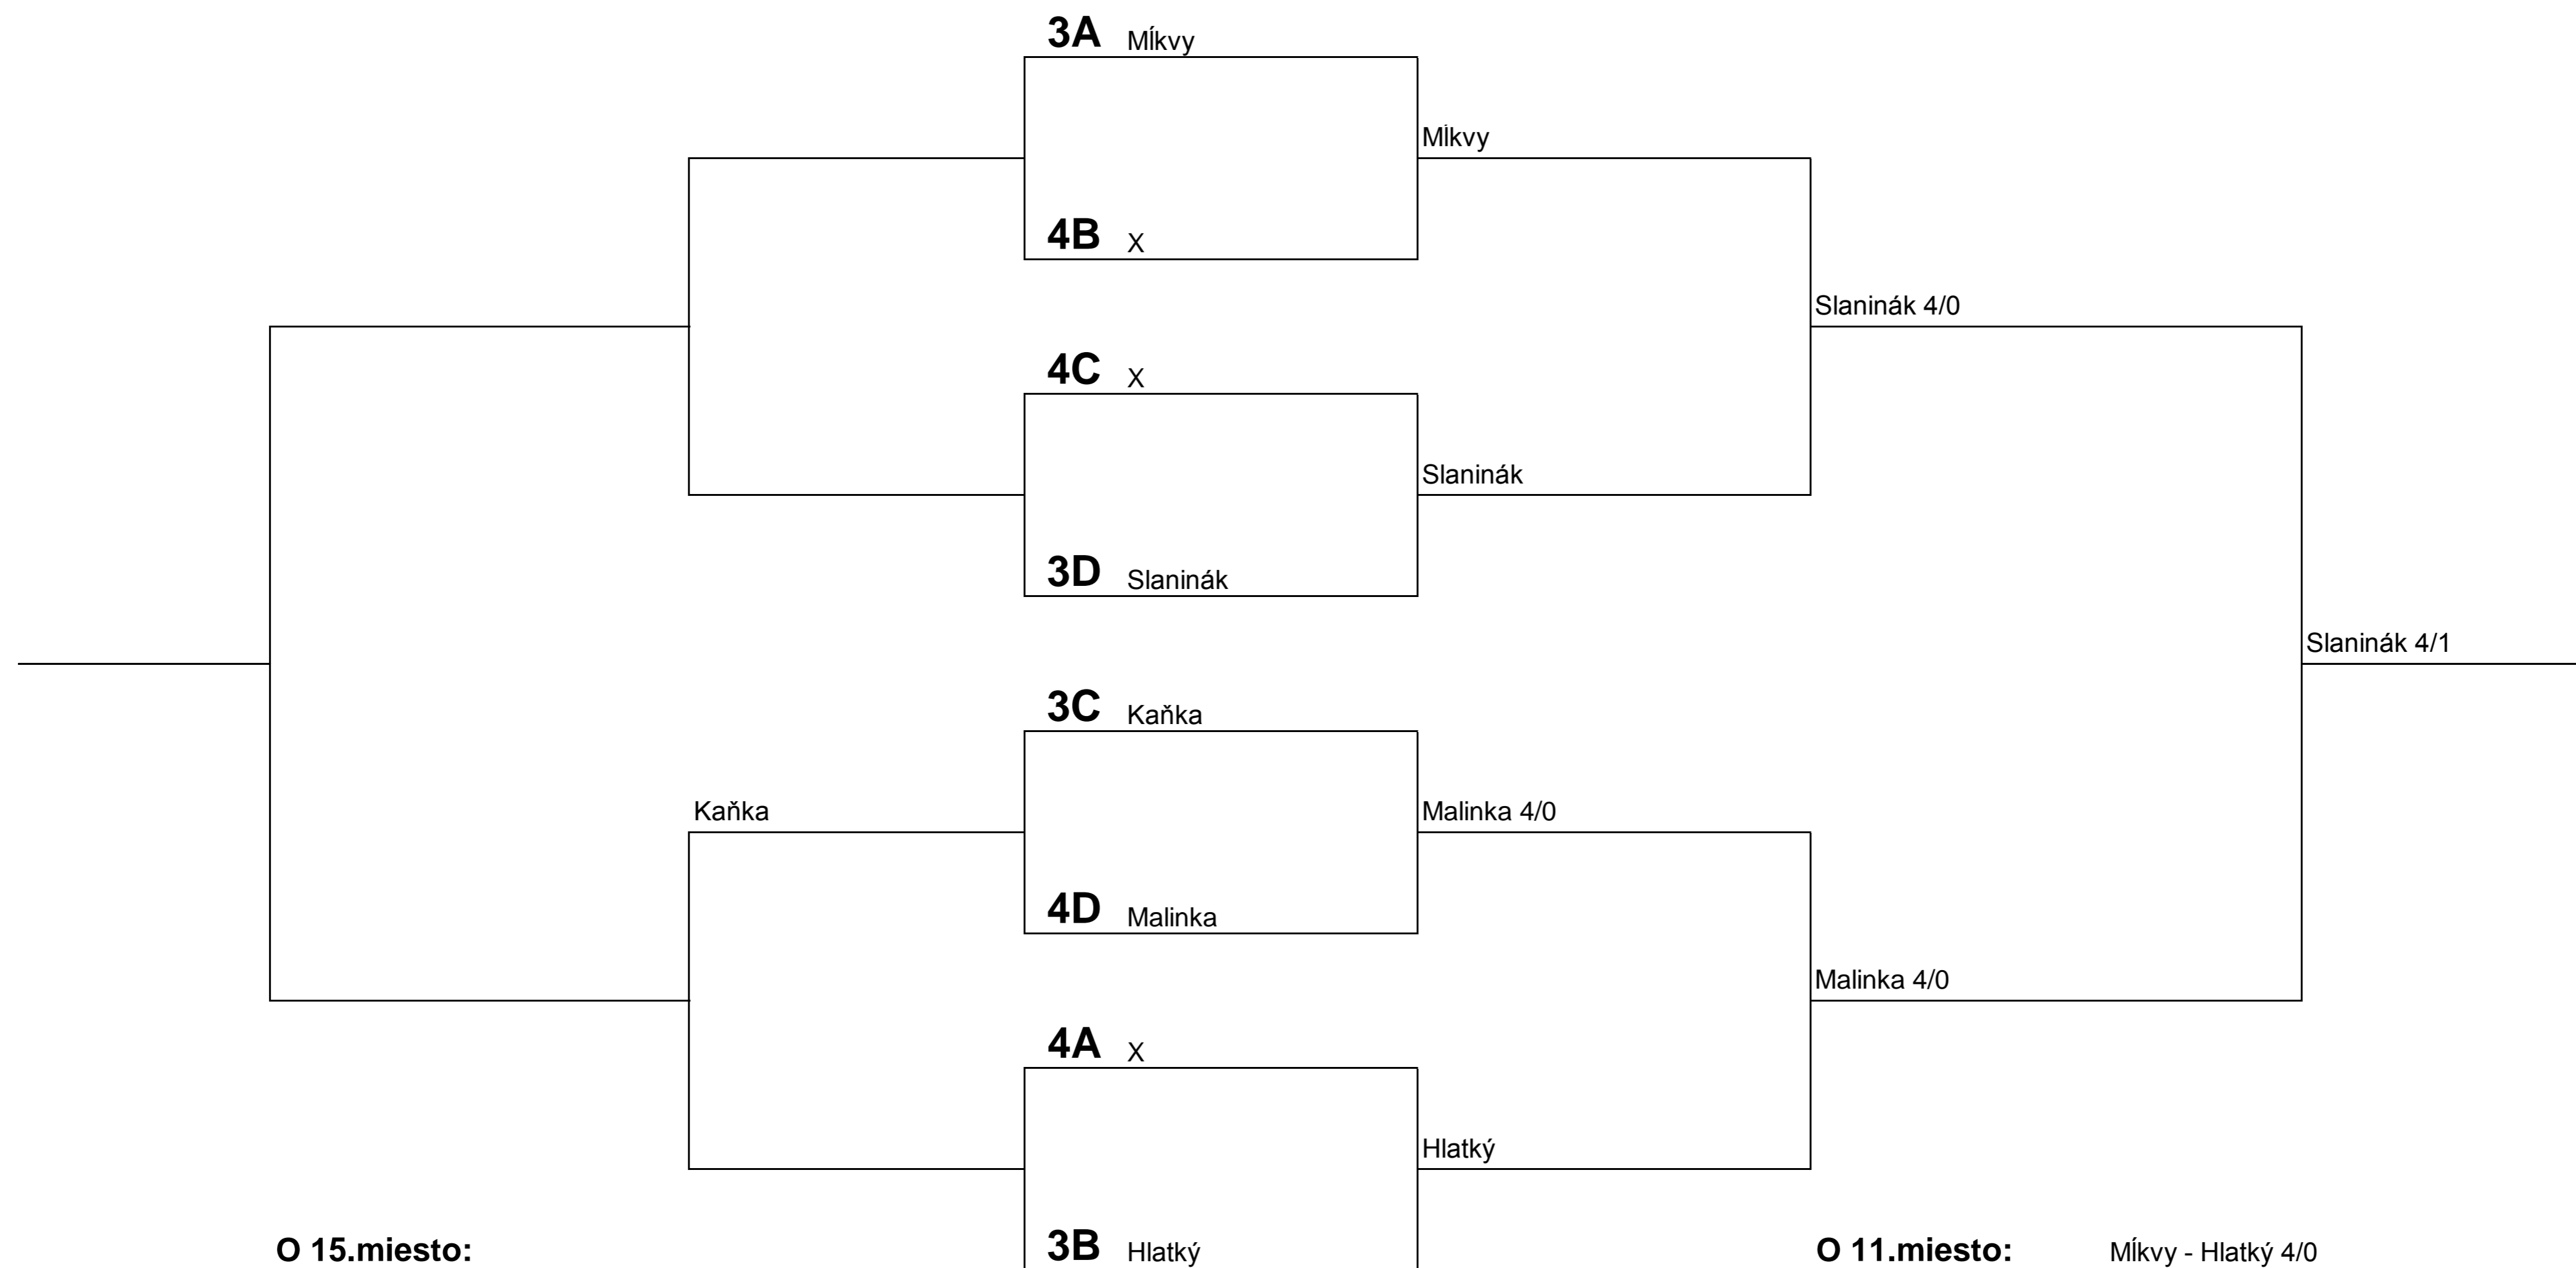 3A Mĺkvy
Mĺkvy
4B X
Slaninák 4/0
4C X
Slaninák
3D Slaninák
Slaninák 4/1
3C Kaňka
Kaňka
Malinka 4/0
4D Malinka
Malinka 4/0
4A X
Hlatký
O 15.miesto:
3B Hlatký
O 11.miesto: Mĺkvy - Hlatký 4/0